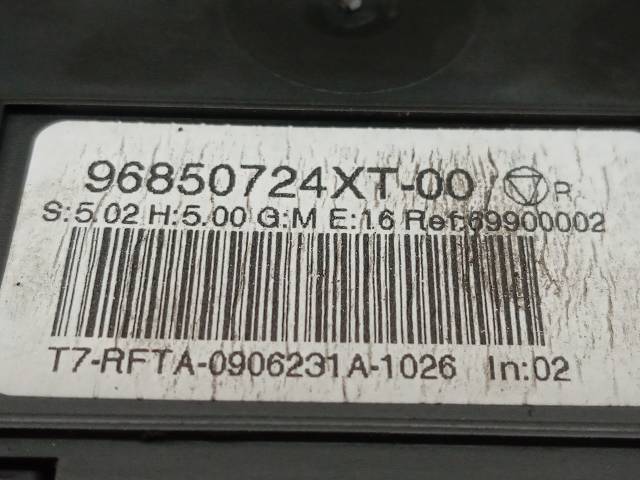 96850724XT-00 R
S:5.02 H:5.00 G:M E:16 Ref:69900002
T7-RFTA-0906231A-1026 In:02